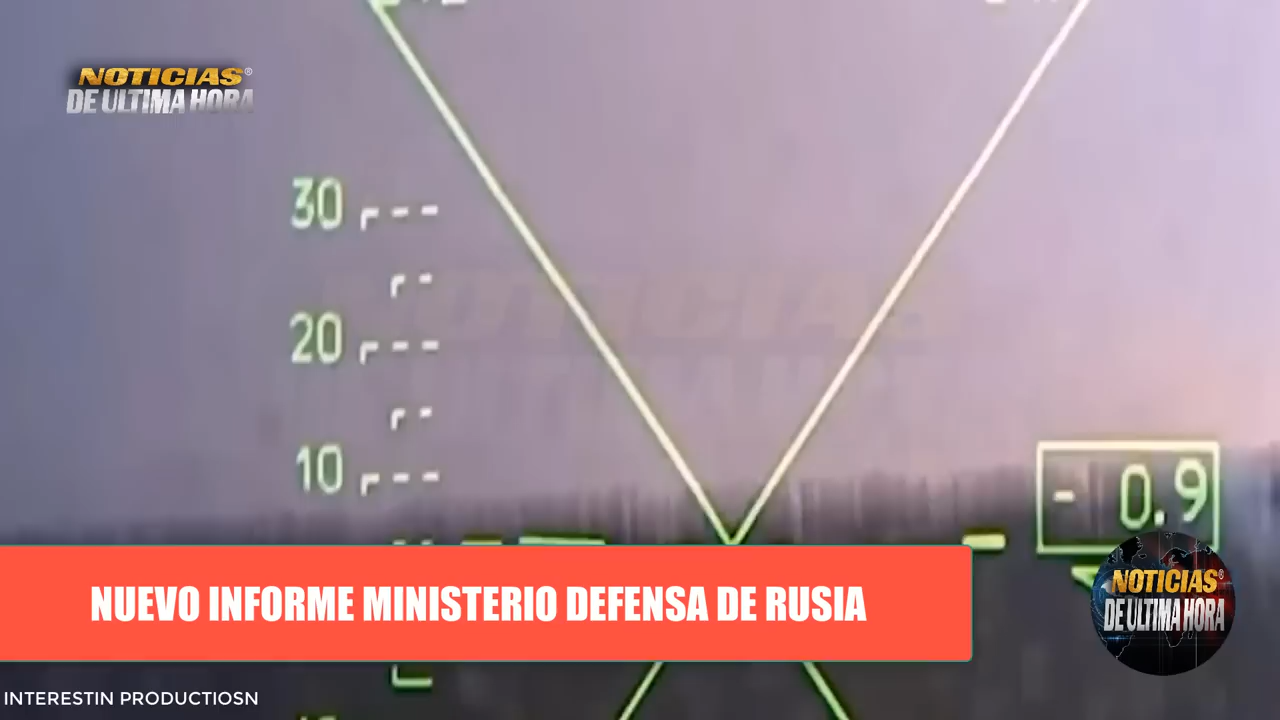 NOTICIAS®
DE ULTIMA HORA
30
20
10
- 0.9
NUEVO INFORME MINISTERIO DEFENSA DE RUSIA
NOTICIAS®
DE ULTIMA HORA
INTERESTIN PRODUCTIOSN